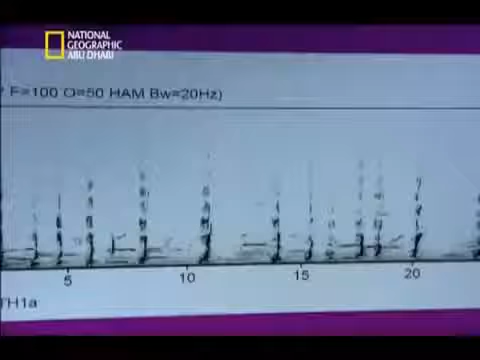 NATIONAL
GEOGRAPHIC
ABU DHABI
F=100 O=50 HAM Bw=20Hz)
5 10 15 20
TH1a